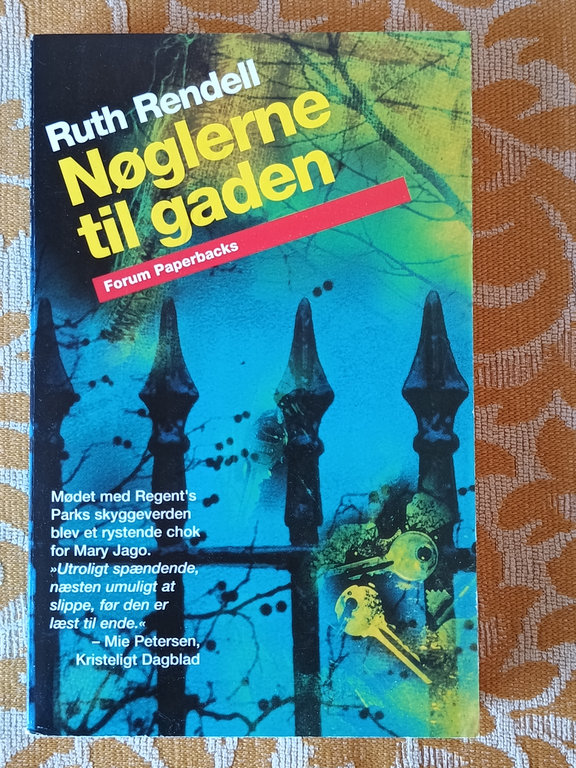 Ruth Rendell
Nøglerne
til gaden
Forum Paperbacks
Mødet med Regent's
Parks skyggeverden
blev et rystende chok
for Mary Jago.
»Utroligt spændende,
næsten umuligt at
slippe, før den er
læst til ende.«
– Mie Petersen,
Kristeligt Dagblad